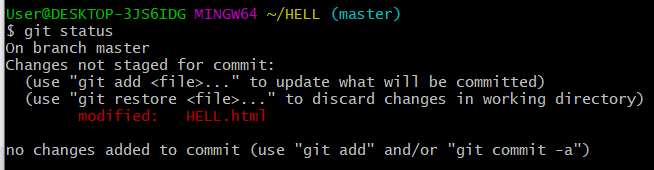 User@DESKTOP-3JS6IDG MINGW64 ~/HELL (master)
$ git status
On branch master
Changes not staged for commit:
  (use "git add <file>..." to update what will be committed)
  (use "git restore <file>..." to discard changes in working directory)
        modified:   HELL.html

no changes added to commit (use "git add" and/or "git commit -a")